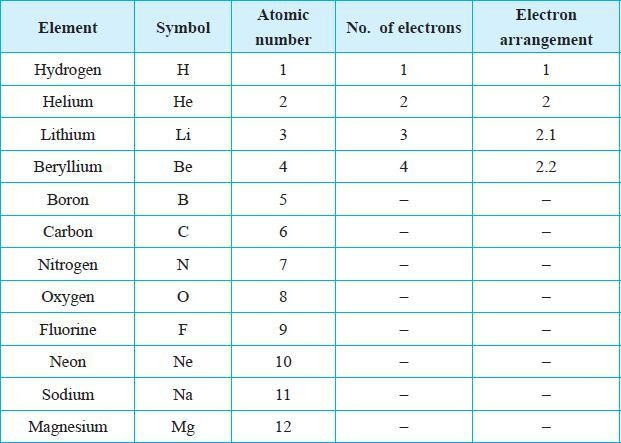 Element Symbol Atomic number No. of electrons Electron arrangement
Hydrogen H 1 1 1
Helium He 2 2 2
Lithium Li 3 3 2.1
Beryllium Be 4 4 2.2
Boron B 5 – –
Carbon C 6 – –
Nitrogen N 7 – –
Oxygen O 8 – –
Fluorine F 9 – –
Neon Ne 10 – –
Sodium Na 11 – –
Magnesium Mg 12 – –